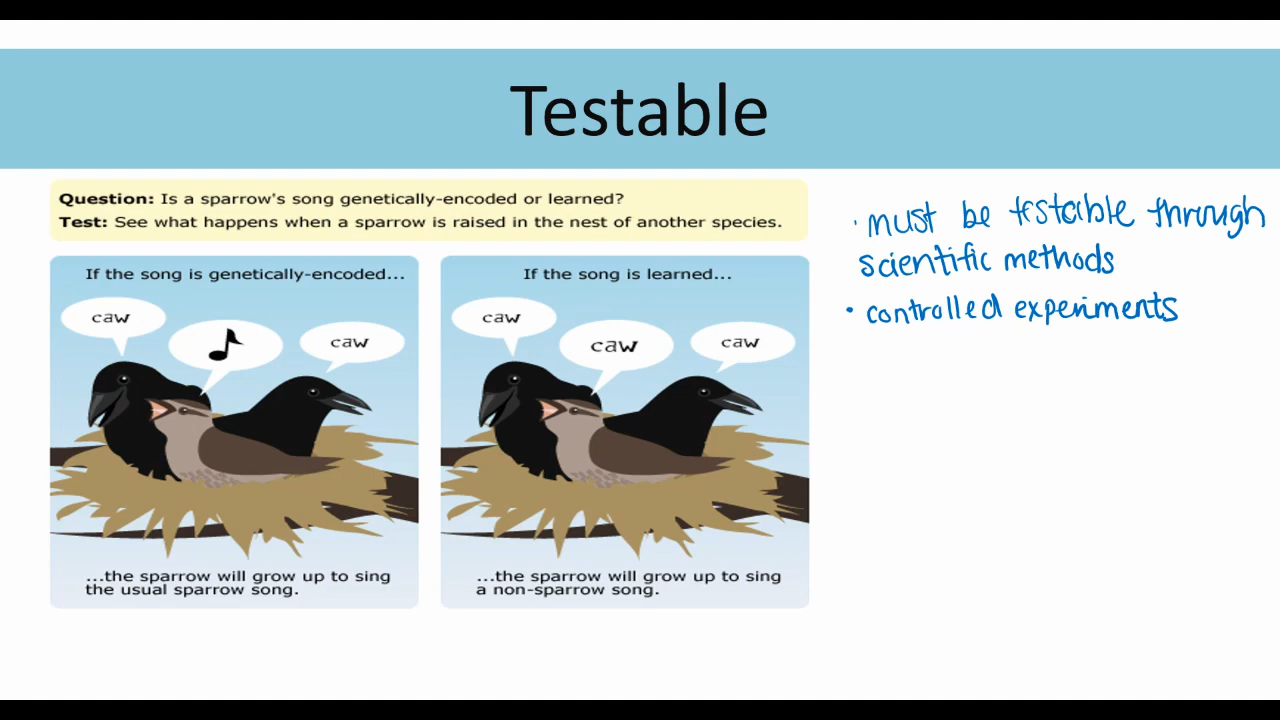 Testable
Question: Is a sparrow's song genetically-encoded or learned?
Test: See what happens when a sparrow is raised in the nest of another species.
If the song is genetically-encoded...
caw
caw
...the sparrow will grow up to sing
the usual sparrow song.
If the song is learned...
caw
caw
caw
...the sparrow will grow up to sing
a non-sparrow song.
· must be testable through
scientific methods
• controlled experiments